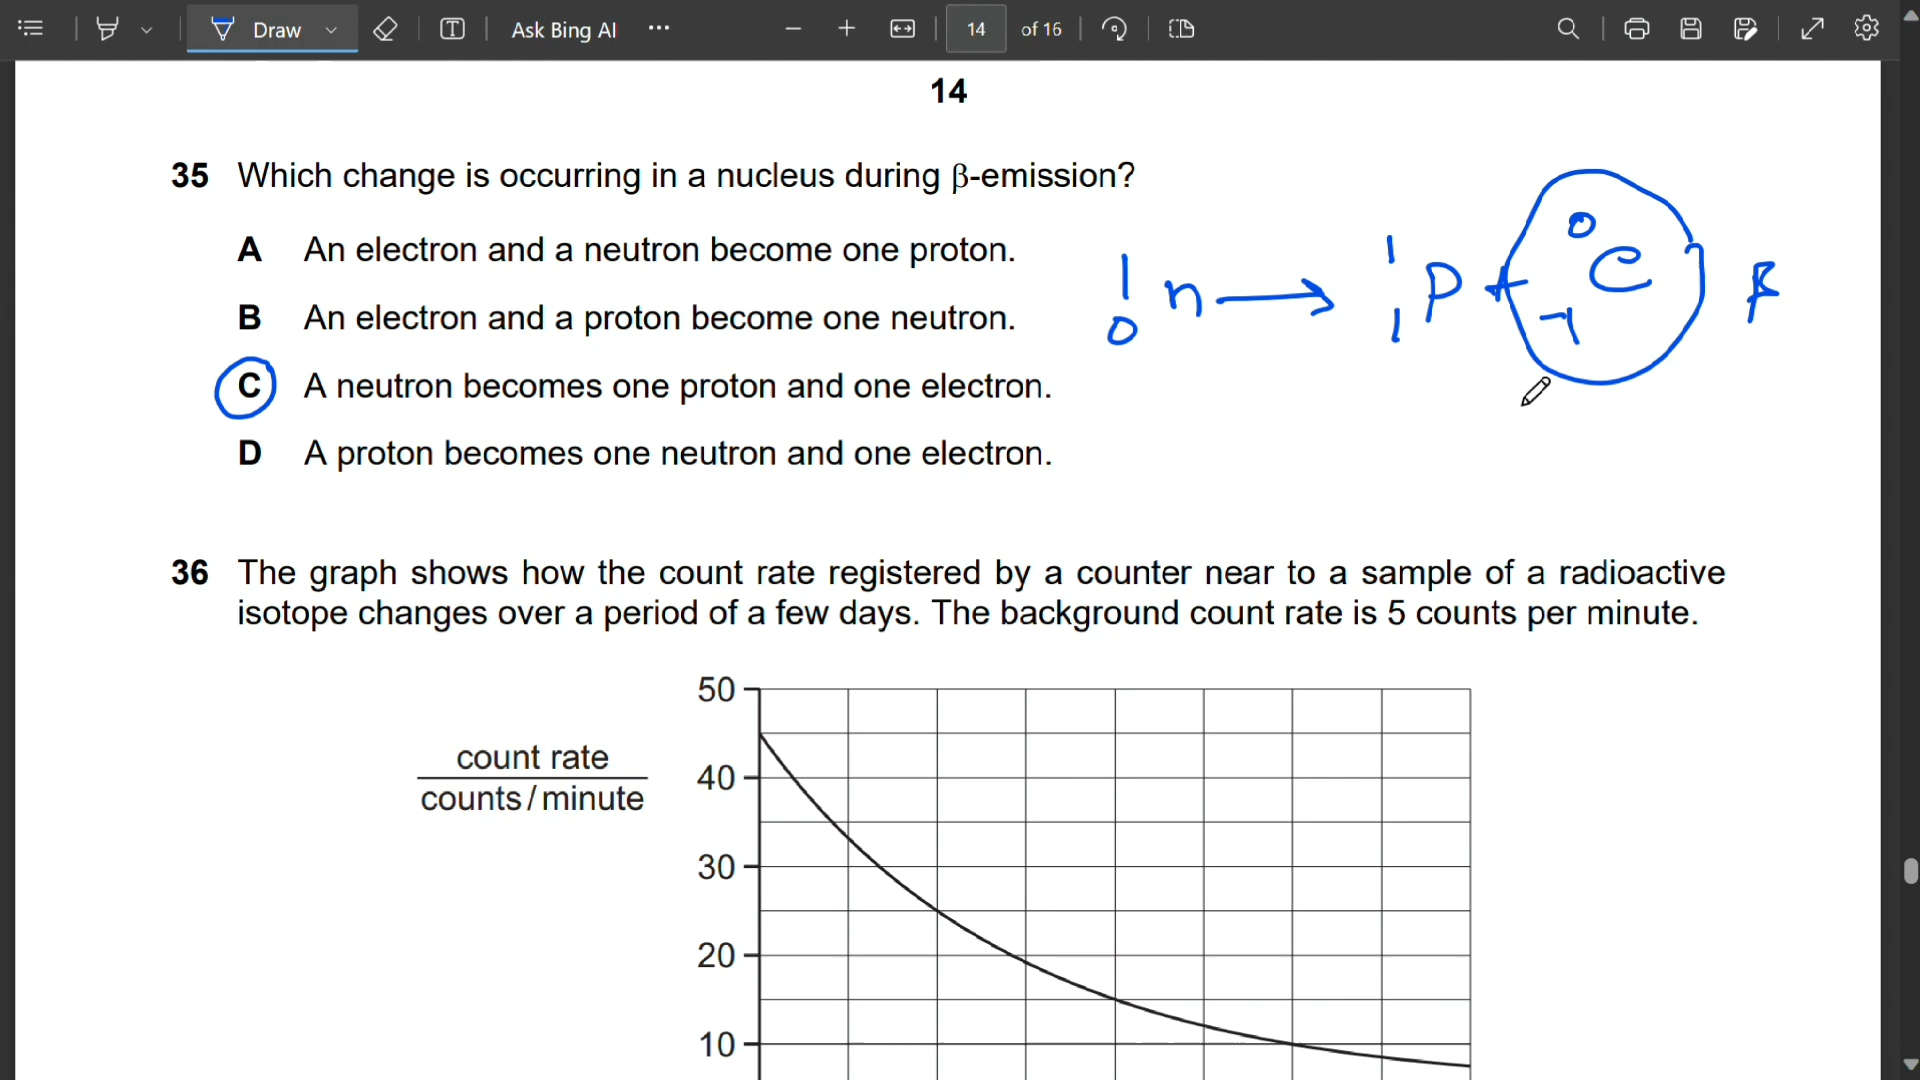 Draw Ask Bing AI 14 of 16
14
35 Which change is occurring in a nucleus during β-emission?
A An electron and a neutron become one proton.
B An electron and a proton become one neutron.
C A neutron becomes one proton and one electron.
D A proton becomes one neutron and one electron.
1 0 n → 1 1 P + 0 -1 e β
36 The graph shows how the count rate registered by a counter near to a sample of a radioactive
isotope changes over a period of a few days. The background count rate is 5 counts per minute.
count rate
counts / minute
50
40
30
20
10